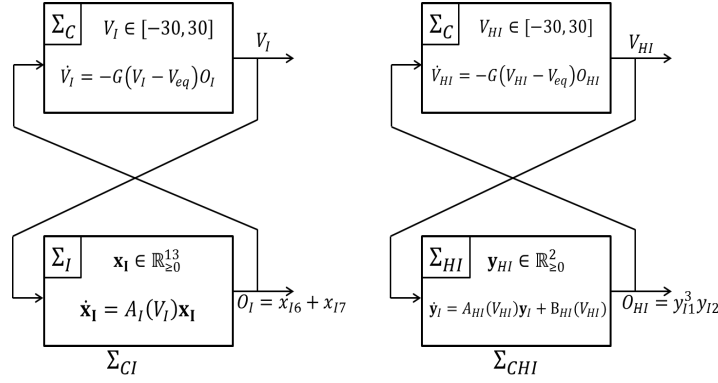 Σ_C V_I ∈ [−30,30]
V̇_I = −G(V_I − V_eq)O_I
V_I
Σ_C V_HI ∈ [−30,30]
V̇_HI = −G(V_HI − V_eq)O_HI
V_HI
Σ_I 𝐱_𝐈 ∈ ℝ^13_≥0
𝐱̇_𝐈 = A_I(V_I)𝐱_𝐈
O_I = x_I6 + x_I7
Σ_CI
Σ_HI 𝐲_HI ∈ ℝ^2_≥0
𝐲̇_I = A_HI(V_HI)𝐲_I + B_HI(V_HI)
O_HI = y^3_I1 y_I2
Σ_CHI